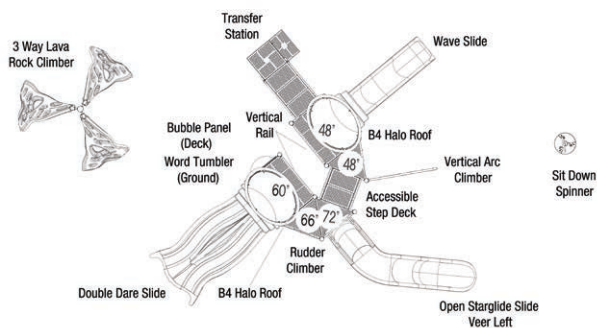 Transfer
Station
3 Way Lava
Rock Climber
Wave Slide
Vertical
Rail
48"
B4 Halo Roof
Bubble Panel
(Deck)
Word Tumbler
(Ground)
48"
Vertical Arc
Climber
Sit Down
Spinner
60"
Accessible
Step Deck
66"
72"
Rudder
Climber
Double Dare Slide
B4 Halo Roof
Open Starglide Slide
Veer Left